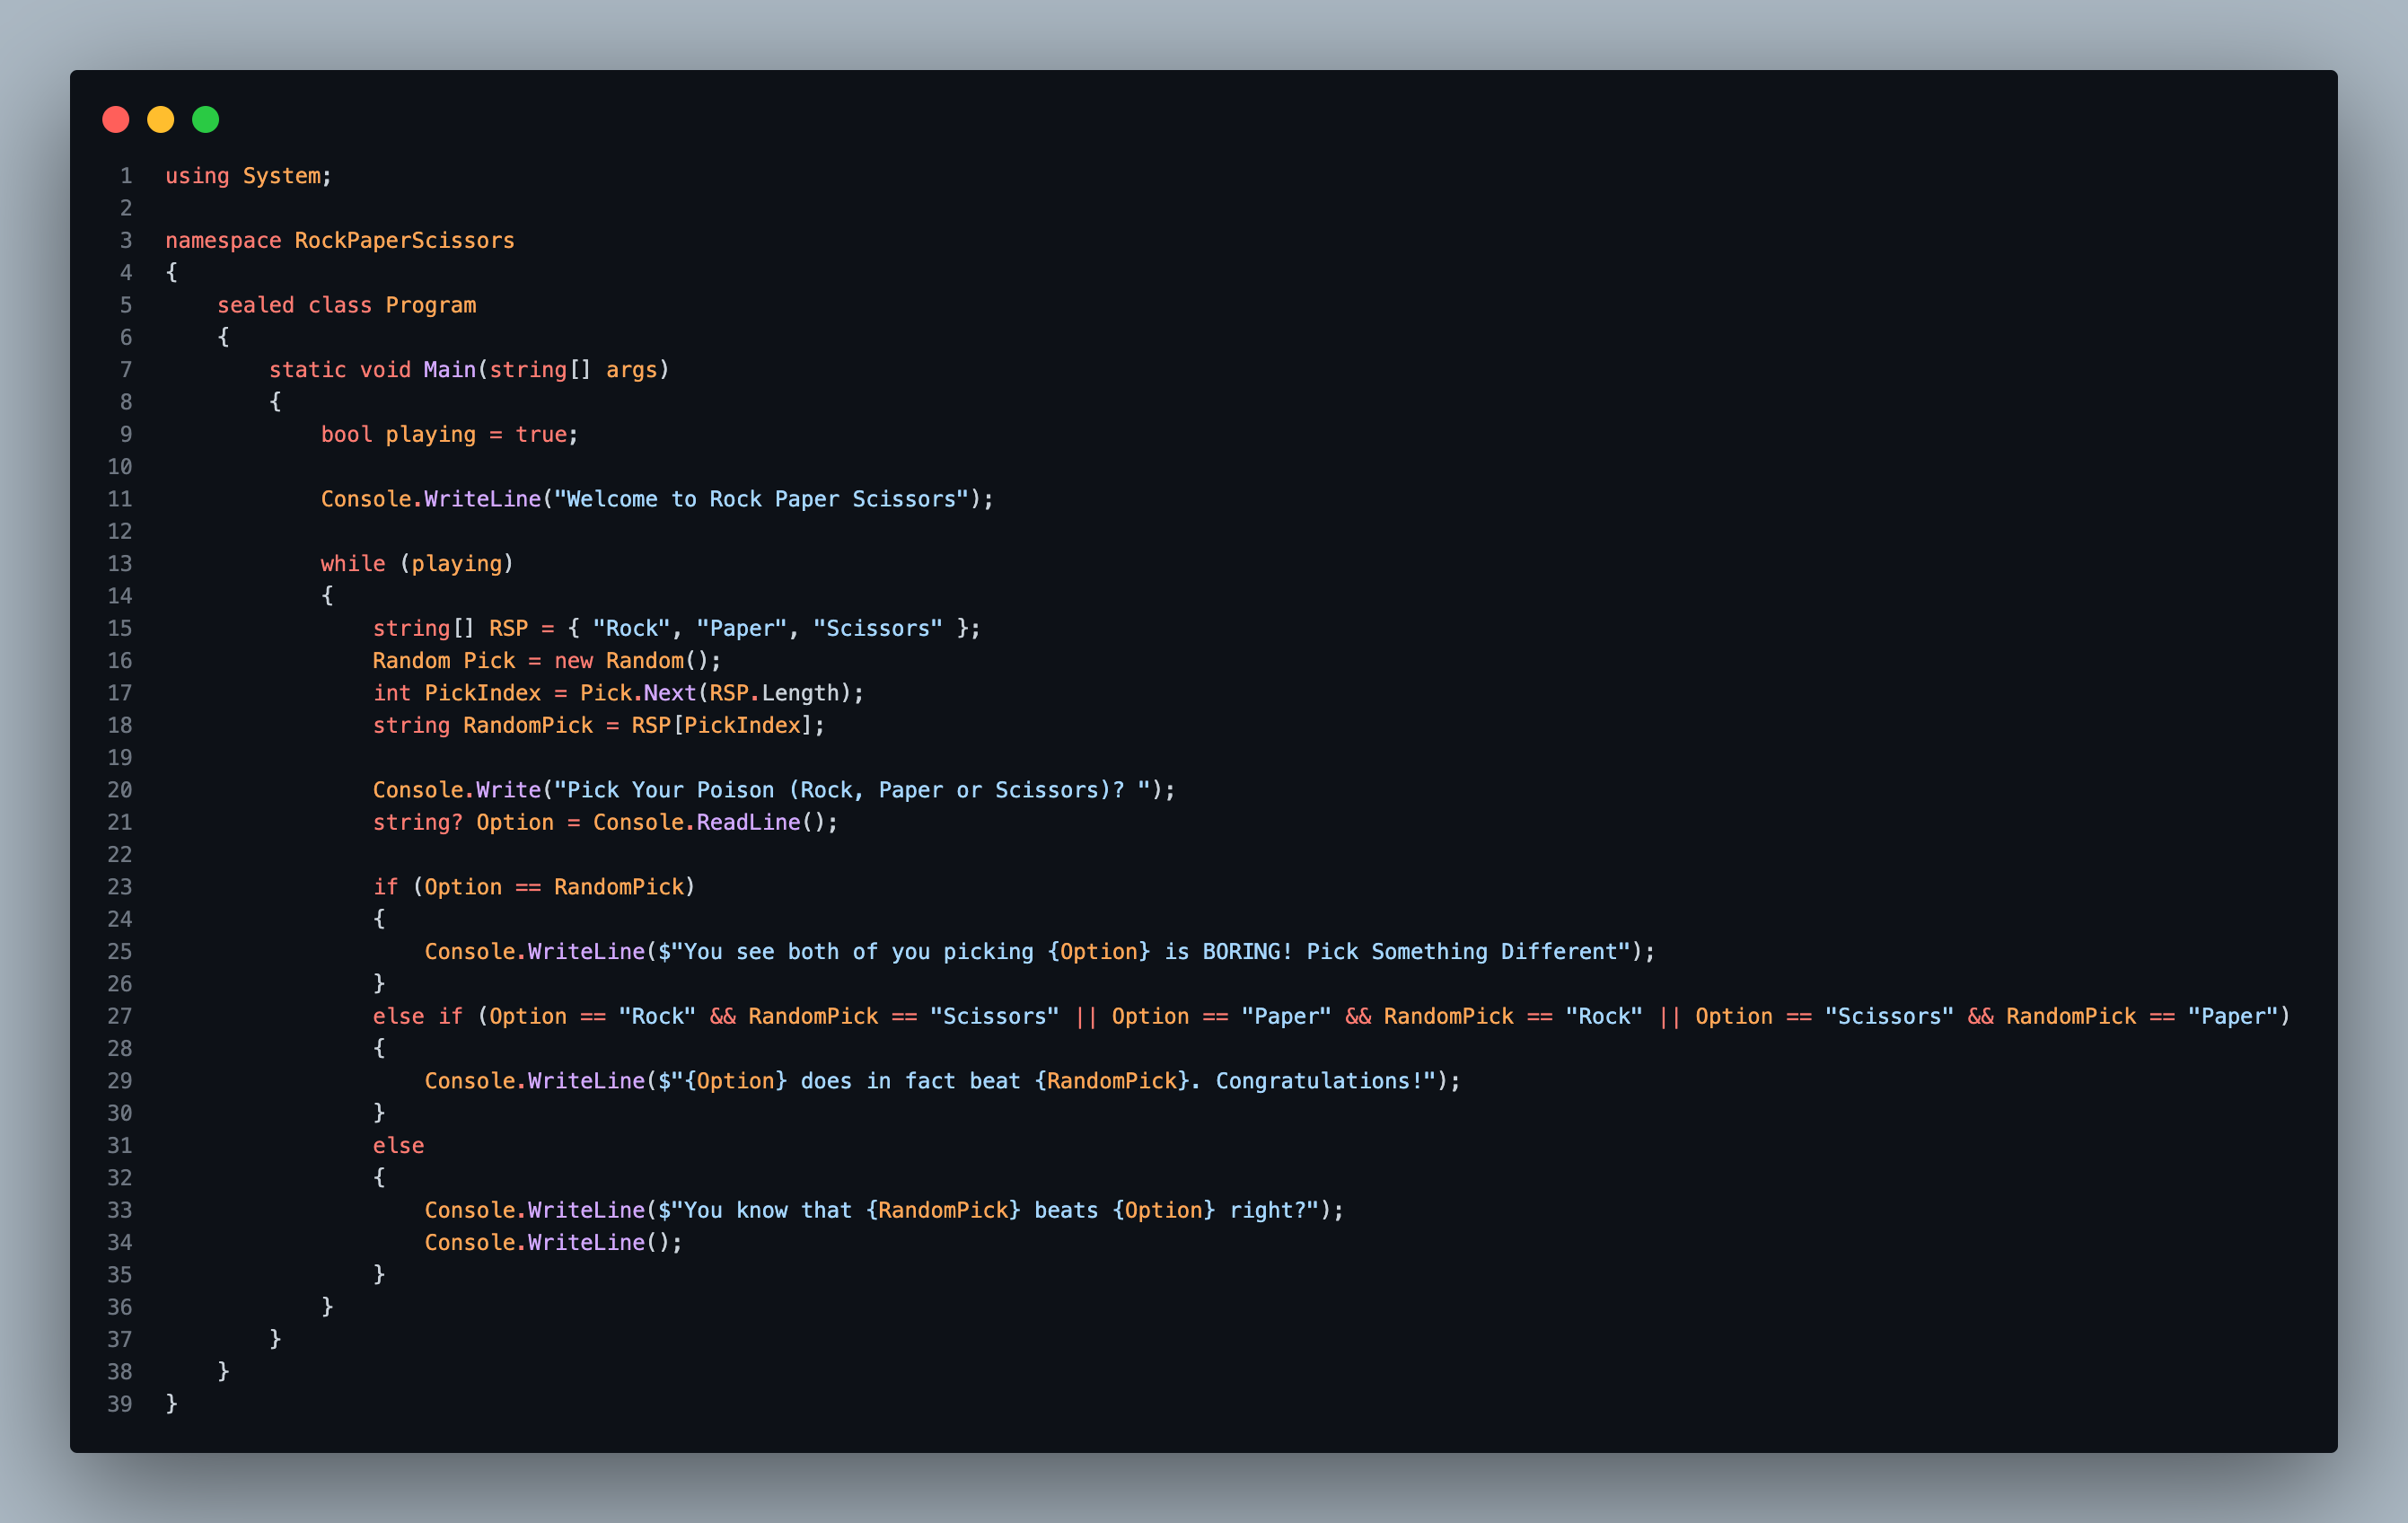 1 using System;
2
3 namespace RockPaperScissors
4 {
5     sealed class Program
6     {
7         static void Main(string[] args)
8         {
9             bool playing = true;
10
11             Console.WriteLine("Welcome to Rock Paper Scissors");
12
13             while (playing)
14             {
15                 string[] RSP = { "Rock", "Paper", "Scissors" };
16                 Random Pick = new Random();
17                 int PickIndex = Pick.Next(RSP.Length);
18                 string RandomPick = RSP[PickIndex];
19
20                 Console.Write("Pick Your Poison (Rock, Paper or Scissors)? ");
21                 string? Option = Console.ReadLine();
22
23                 if (Option == RandomPick)
24                 {
25                     Console.WriteLine($"You see both of you picking {Option} is BORING! Pick Something Different");
26                 }
27                 else if (Option == "Rock" && RandomPick == "Scissors" || Option == "Paper" && RandomPick == "Rock" || Option == "Scissors" && RandomPick == "Paper")
28                 {
29                     Console.WriteLine($"{Option} does in fact beat {RandomPick}. Congratulations!");
30                 }
31                 else
32                 {
33                     Console.WriteLine($"You know that {RandomPick} beats {Option} right?");
34                     Console.WriteLine();
35                 }
36             }
37         }
38     }
39 }